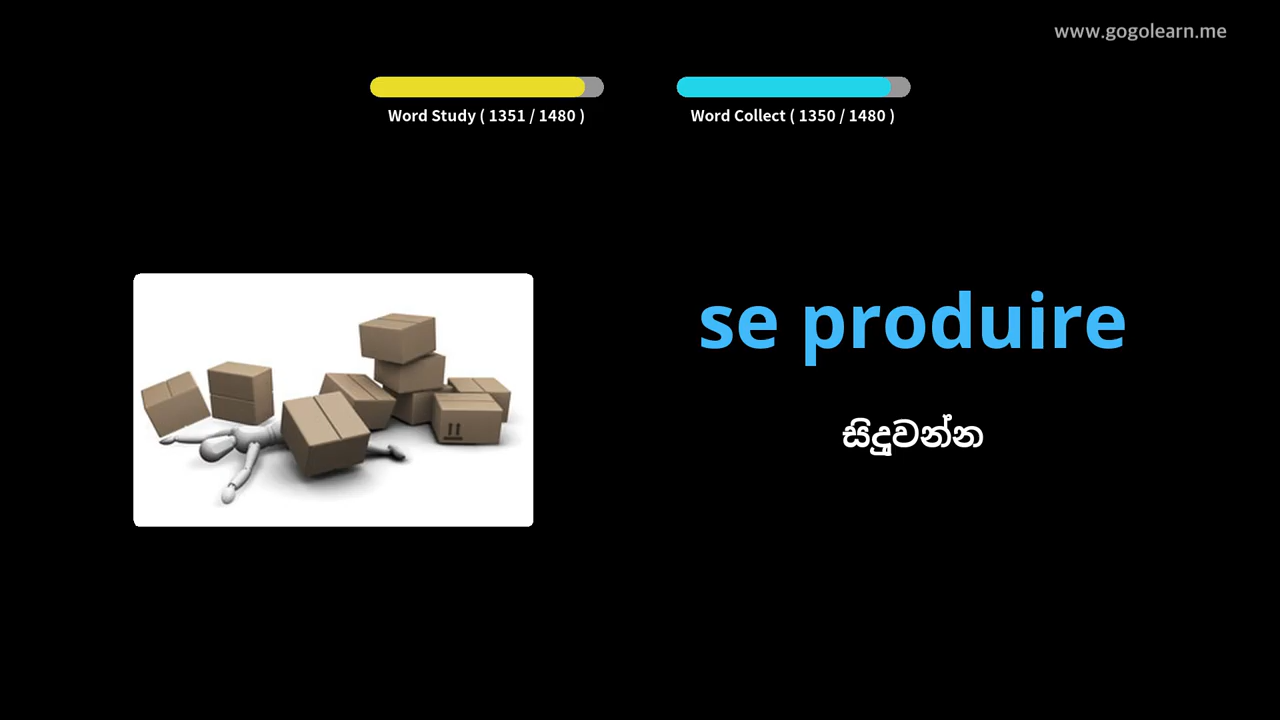 www.gogolearn.me
Word Study ( 1351 / 1480 )
Word Collect ( 1350 / 1480 )
se produire
සිදුවන්න